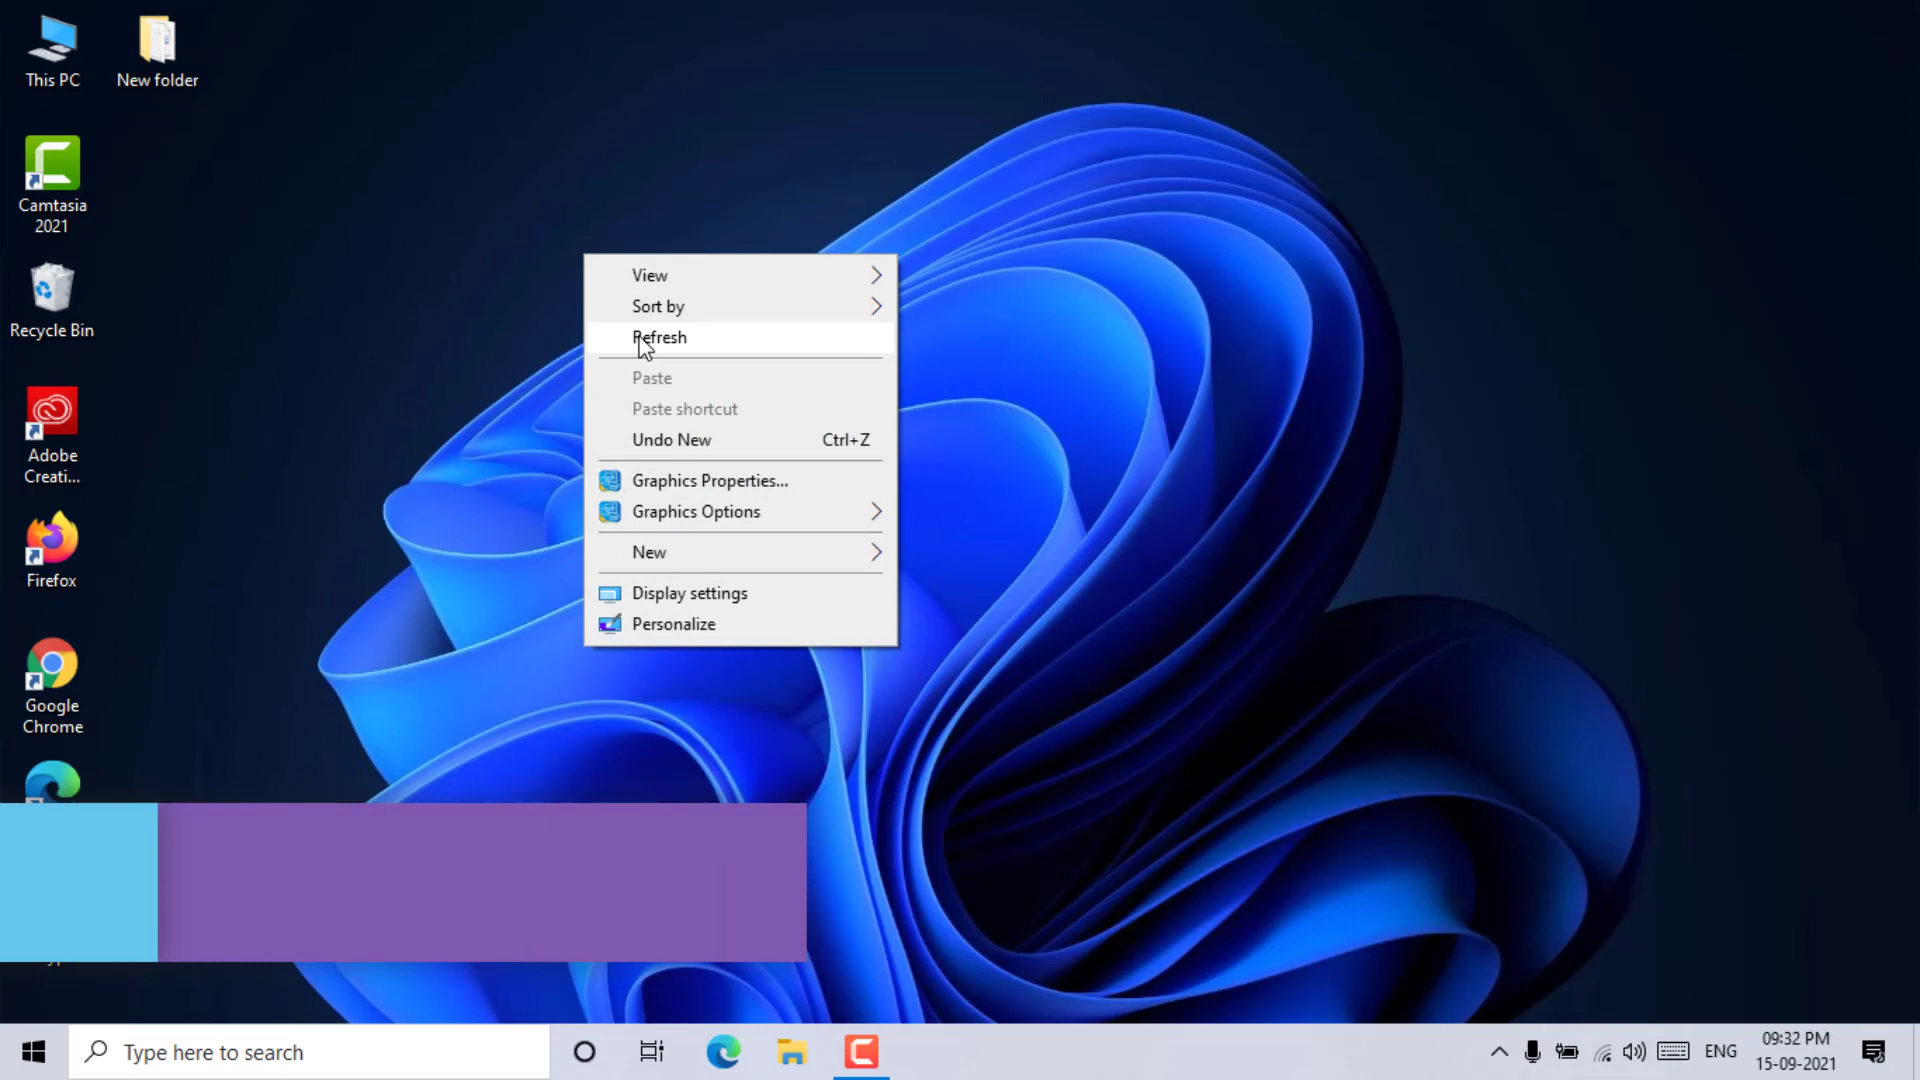 This PC
New folder
Camtasia
2021
Recycle Bin
Adobe
Creati...
Firefox
Google
Chrome
View
Sort by
Refresh
Paste
Paste shortcut
Undo New Ctrl+Z
Graphics Properties...
Graphics Options
New
Display settings
Personalize
Type here to search
ENG
09:32 PM
15-09-2021